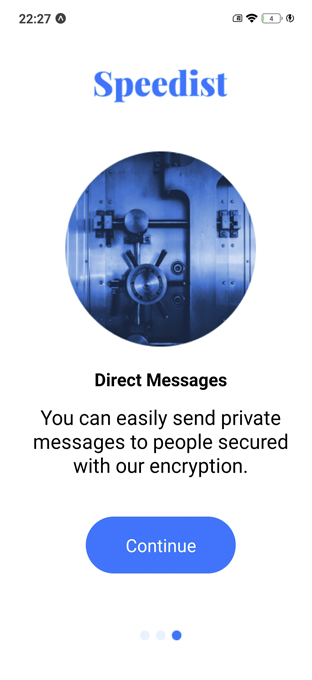 22:27
4
Speedist
Direct Messages
You can easily send private
messages to people secured
with our encryption.
Continue